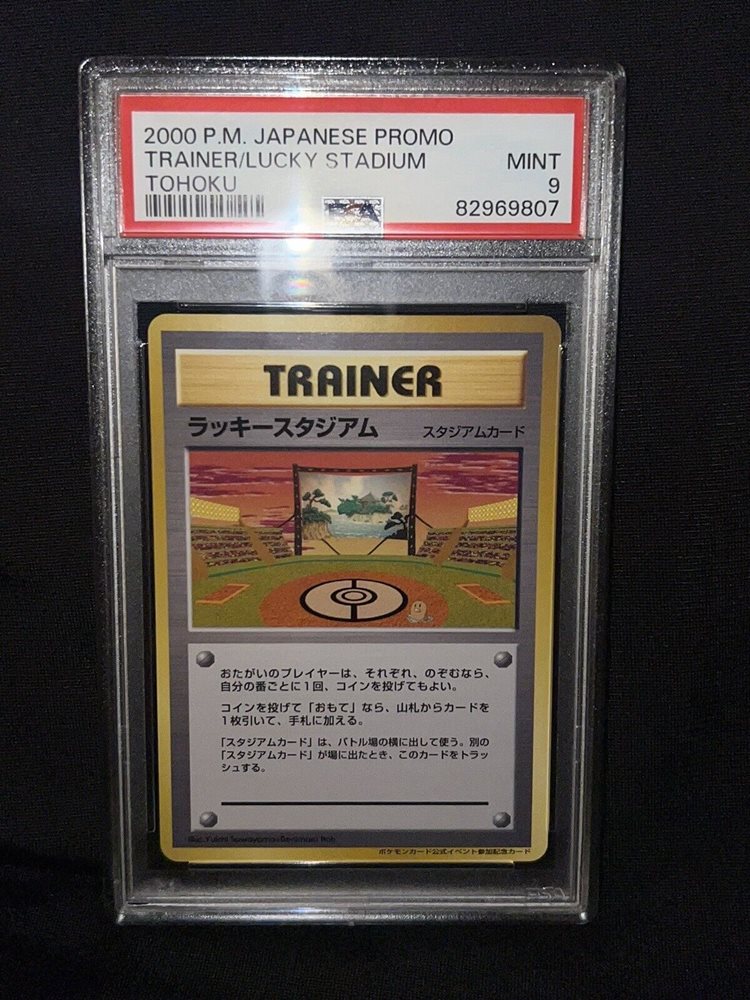 2000 P.M. JAPANESE PROMO
TRAINER/LUCKY STADIUM MINT
TOHOKU 9
82969807
TRAINER
ラッキースタジアム スタジアムカード
おたがいのプレイヤーは、それぞれ、のぞむなら、
自分の番ごとに1回、コインを投げてもよい。
コインを投げて「おもて」なら、山札からカードを
1枚引いて、手札に加える。
「スタジアムカード」は、バトル場の横に出して使う。別の
「スタジアムカード」が場に出たとき、このカードをトラッ
シュする。
ポケモンカード公式イベント参加記念カード